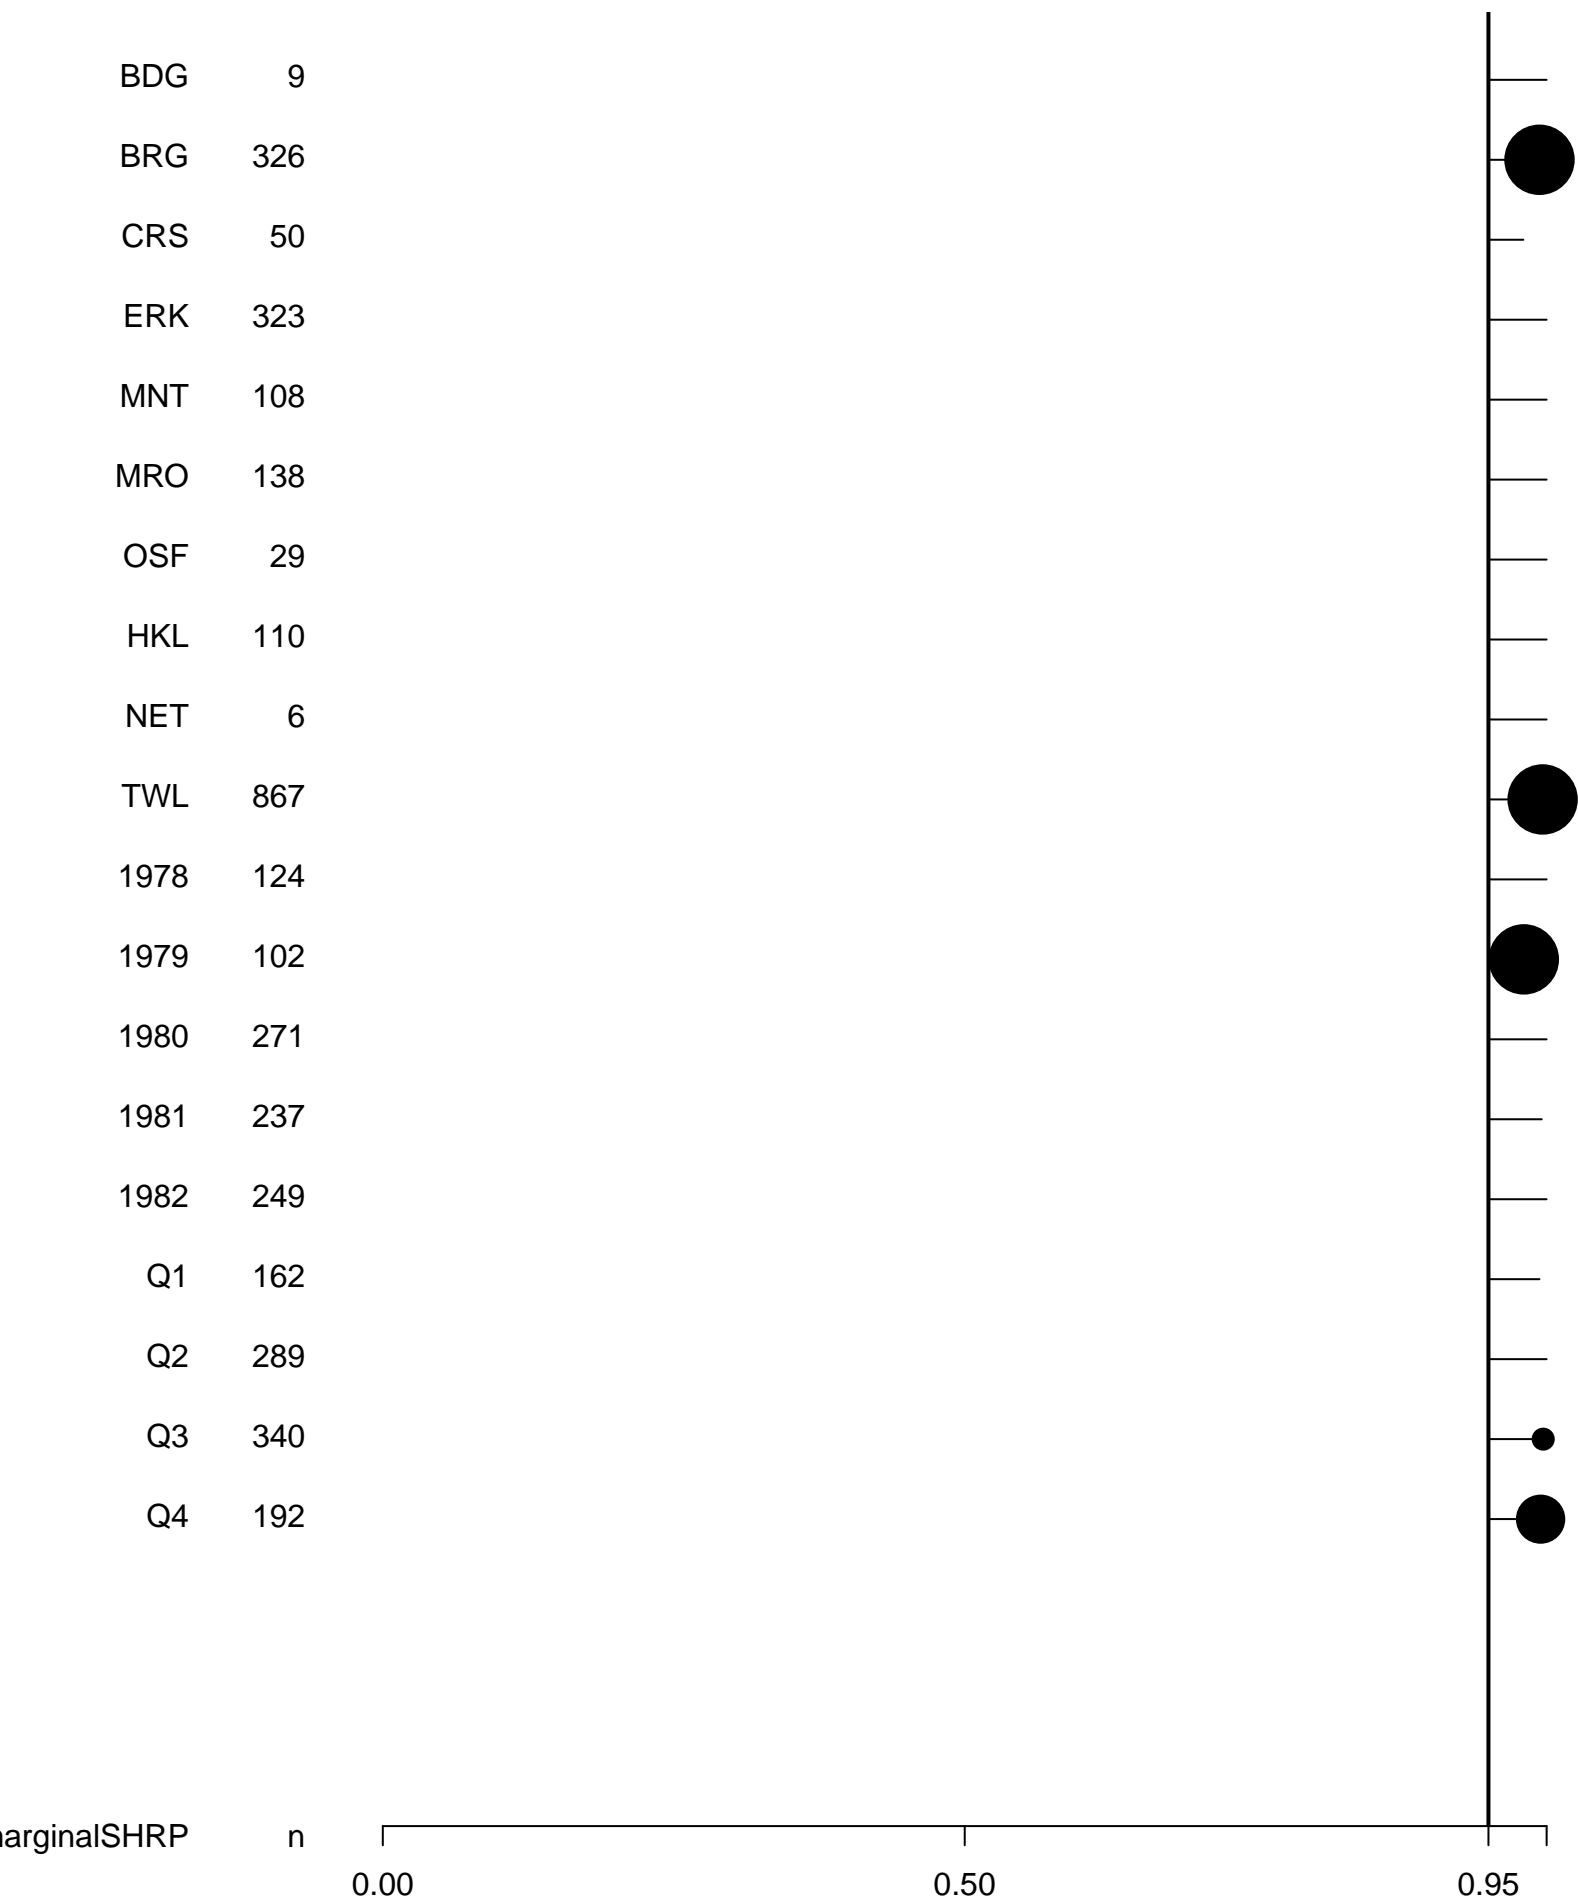 BDG 9
BRG 326
CRS 50
ERK 323
MNT 108
MRO 138
OSF 29
HKL 110
NET 6
TWL 867
1978 124
1979 102
1980 271
1981 237
1982 249
Q1 162
Q2 289
Q3 340
Q4 192
arginalSHRP n
0.00 0.50 0.95